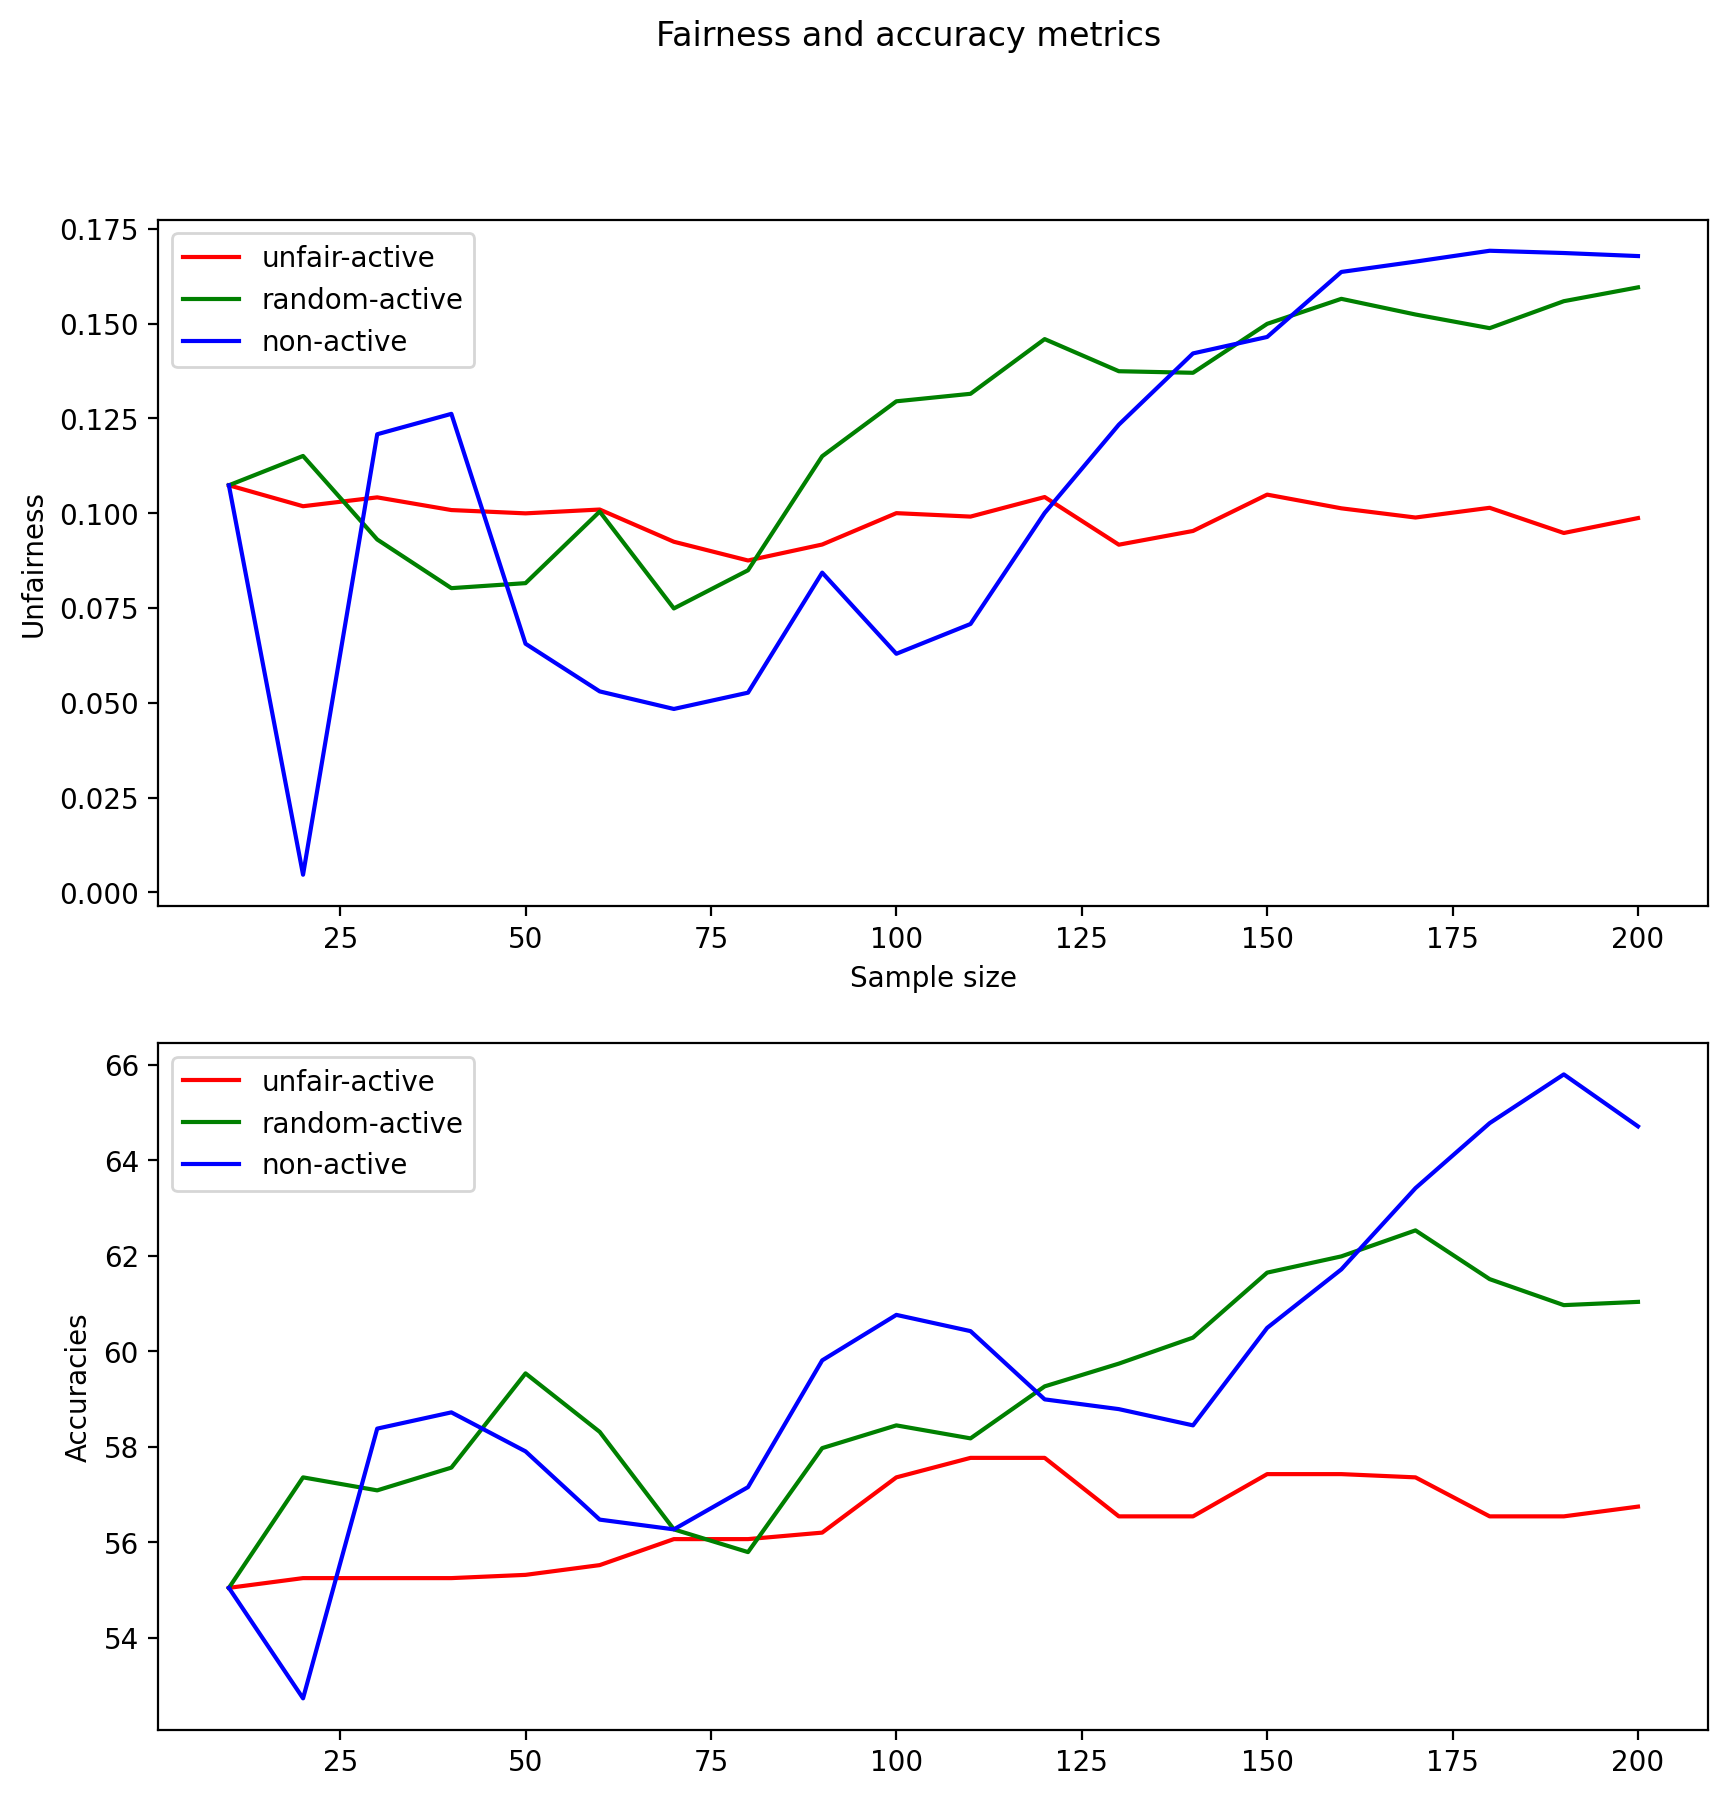 Fairness and accuracy metrics
0.175
0.150
0.125
0.100
0.075
0.050
0.025
0.000
Unfairness
unfair-active
random-active
non-active
25 50 75 100 125 150 175 200
Sample size
66
64
62
60
58
56
54
Accuracies
unfair-active
random-active
non-active
25 50 75 100 125 150 175 200